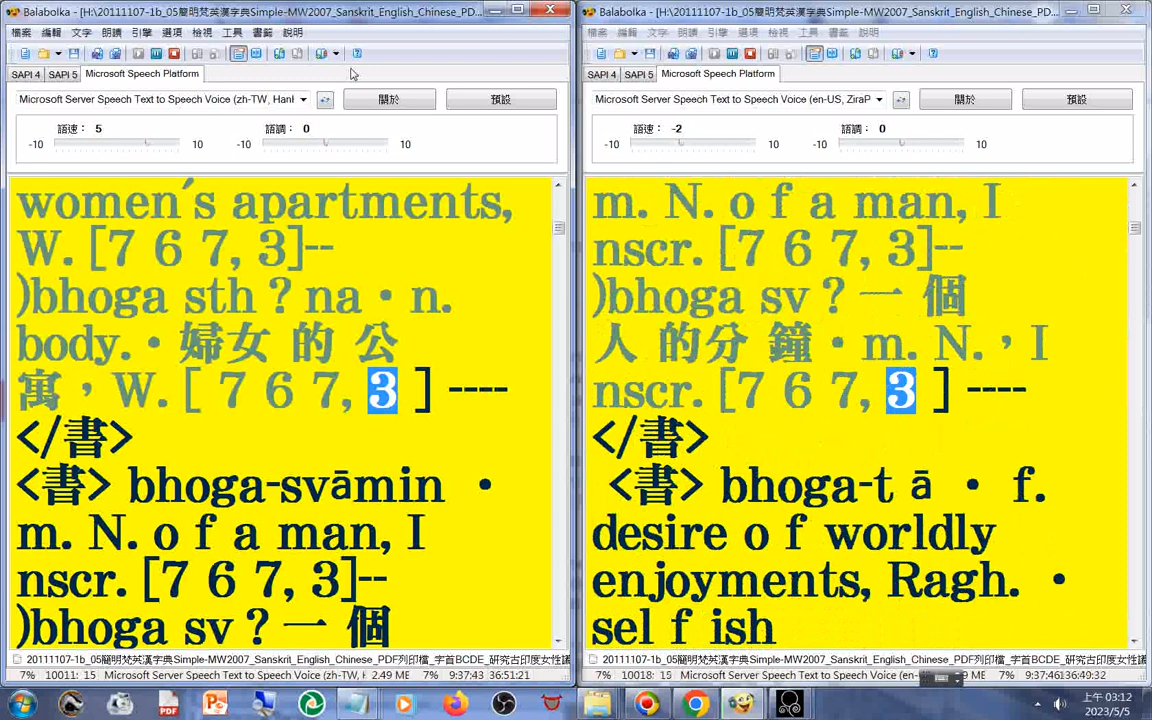 Balabolka - [H:\20111107-1b_05簡明梵英漢字典Simple-MW2007_Sanskrit_English_Chinese_PD...
檔案 編輯 文字 朗讀 引擎 選項 檢視 工具 書籤 說明
SAPI 4 SAPI 5 Microsoft Speech Platform
Microsoft Server Speech Text to Speech Voice (zh-TW, Hanl
關於 預設
語速： 5 語調： 0
-10 10 -10 10
women's apartments,
W. [7 6 7, 3]--
)bhoga sth？na・n.
body.・婦女 的 公
寓，W. [ 7 6 7, 3 ] ----
</書>
<書> bhoga-svāmin ・
m. N. o f a man, I
nscr. [7 6 7, 3]--
)bhoga sv？一 個
20111107-1b_05簡明梵英漢字典Simple-MW2007_Sanskrit_English_Chinese_PDF列印檔_字首BCDE_研究古印度女性議
7% 10011: 15 Microsoft Server Speech Text to Speech Voice (zh-TW, H 2.49 MB 7% 9:37:43 36:51:21
Balabolka - [H:\20111107-1b_05簡明梵英漢字典Simple-MW2007_Sanskrit_English_Chinese_PD...
檔案 編輯 文字 朗讀 引擎 選項 檢視 工具 書籤 說明
SAPI 4 SAPI 5 Microsoft Speech Platform
Microsoft Server Speech Text to Speech Voice (en-US, ZiraP
關於 預設
語速： -2 語調： 0
-10 10 -10 10
m. N. o f a man, I
nscr. [7 6 7, 3]--
)bhoga sv？一 個
人 的分 鐘・m. N.，I
nscr. [7 6 7, 3 ] ----
</書>
<書> bhoga-t ā ・ f.
desire o f worldly
enjoyments, Ragh. ・
sel f ish
20111107-1b_05簡明梵英漢字典Simple-MW2007_Sanskrit_English_Chinese_PDF列印檔_字首BCDE_研究古印度女性議
7% 10018: 15 Microsoft Server Speech Text to Speech Voice (en-US, 9 MB 7% 9:37:46 136:49:32
PDF
上午 03:12
2023/5/5